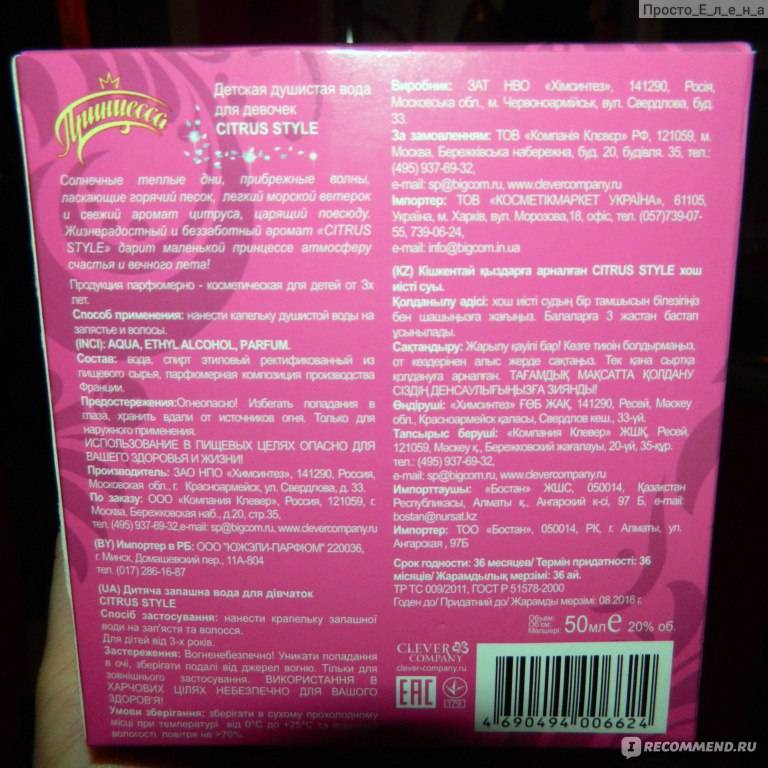 Просто_Е_л_е_н_а
Принцесса
Детская душистая вода
для девочек
CITRUS STYLE
Солнечные теплые дни, прибрежные волны,
ласкающие горячий песок, легкий морской ветерок
и свежий аромат цитруса, царящий повсюду.
Жизнерадостный и беззаботный аромат «CITRUS
STYLE» дарит маленькой принцессе атмосферу
счастья и вечного лета!
Продукция парфюмерно - косметическая для детей от 3х
лет.
Способ применения: нанести капельку душистой воды на
запястье и волосы.
(INCI): AQUA, ETHYL ALCOHOL, PARFUM.
Состав: вода, спирт этиловый ректификованный из
пищевого сырья, парфюмерная композиция производства
Франции.
Предостережения:Огнеопасно! Избегать попадания в
глаза, хранить вдали от источников огня. Только для
наружного применения.
ИСПОЛЬЗОВАНИЕ В ПИЩЕВЫХ ЦЕЛЯХ ОПАСНО ДЛЯ
ВАШЕГО ЗДОРОВЬЯ И ЖИЗНИ!
Производитель: ЗАО НПО «Химсинтез», 141290, Россия,
Московская обл., г. Красноармейск, ул. Свердлова, д. 33.
По заказу: ООО «Компания Клевер», Россия, 121059, г.
Москва, Бережковская наб., д.20, стр.35,
тел. (495) 937-69-32,e-mail: sp@bigcom.ru, www.clevercompany.ru
(BY) Импортер в РБ: ООО "ЮЖЭЛИ-ПАРФЮМ" 220036,
г. Минск, Домашевский пер., 11А-804
тел. (017) 286-16-87
(UA) Дитяча запашна вода для дівчаток
CITRUS STYLE
Спосіб застосування: нанести крапельку запашної
води на зап'ястя та волосся.
Для дітей від 3-х років.
Застереження: Вогненебезпечно! Уникати попадання
в очі, зберігати подалі від джерел вогню. Тільки для
зовнішнього застосування. ВИКОРИСТАННЯ В
ХАРЧОВИХ ЦІЛЯХ НЕБЕЗПЕЧНО ДЛЯ ВАШОГО
ЗДОРОВ'Я!
Умови зберігання: зберігати в сухому прохолодному
місці при температурі від 0°С до +25°С та
вологості не >70%.
Виробник: ЗАТ НВО «Хімсинтез», 141290, Росія,
Московська обл., м. Червоноармійськ, вул. Свердлова, буд.
33.
За замовленням: ТОВ «Компанія Клевер» РФ, 121059, м.
Москва, Бережківська набережна, буд. 20, будівля. 35, тел.:
(495) 937-69-32,
e-mail: sp@bigcom.ru, www.clevercompany.ru
Імпортер: ТОВ «КОСМЕТІКМАРКЕТ УКРАЇНА», 61105,
Україна, м. Харків, вул. Морозова,18, офіс, тел. (057)739-07-
55, 739-06-24,
e-mail: info@bigcom.in.ua
(KZ) Кішкентай қыздарға арналған CITRUS STYLE хош
иісті суы.
Қолданылу әдісі: хош иісті судың бір тамшысын білезігіңіз
бен шашыңызға жағыңыз. Балаларға 3 жастан бастап
ұсынылады.
Сақтандыру: Жарылу қауіпі бар! Көзге тиюін болдырмаңыз,
от көздерінен алыс жерде сақтаңыз. Тек қана сыртқа
қолдануға арналған. ТАҒАМДЫҚ МАҚСАТТА ҚОЛДАНУ
СІЗДІҢ ДЕНСАУЛЫҒЫҢЫЗҒА ЗИЯНДЫ!
Өндіруші: «Химсинтез» ҒӨБ ЖАҚ, 141290, Ресей, Мәскеу
обл., Красноармейск қаласы, Свердлов көш., 33-үй.
Тапсырыс беруші: «Компания Клевер» ЖШҚ, Ресей,
121059, Мәскеу қ., Бережковский жағалауы, 20-үй, 35-құр.
тел.: (495) 937-69-32,
e-mail: sp@bigcom.ru, www.clevercompany.ru
Импорттаушы: «Бостан» ЖШС, 050014, Қазақстан
Республикасы, Алматы қ., Ангарский к-сі, 97 Б, e-mail:
bostan@nursat.kz
Импортер: ТОО «Бостан», 050014, РК, г. Алматы, ул.
Ангарская , 97Б
Срок годности: 36 месяцев/ Термін придатності: 36
місяців/ Жарамдылық мерзімі: 36 ай.
ТР ТС 009/2011, ГОСТ Р 51578-2000
Годен до/ Придатний до/ Жарамды мерзімі: 08.2016 г.
Объем:
Об'єм:
Мөлшері:
50мл℮ 20% об.
CLEVER
COMPANY
clever-company.ru
EAC
179
4 690494 006624
IRECOMMEND.RU